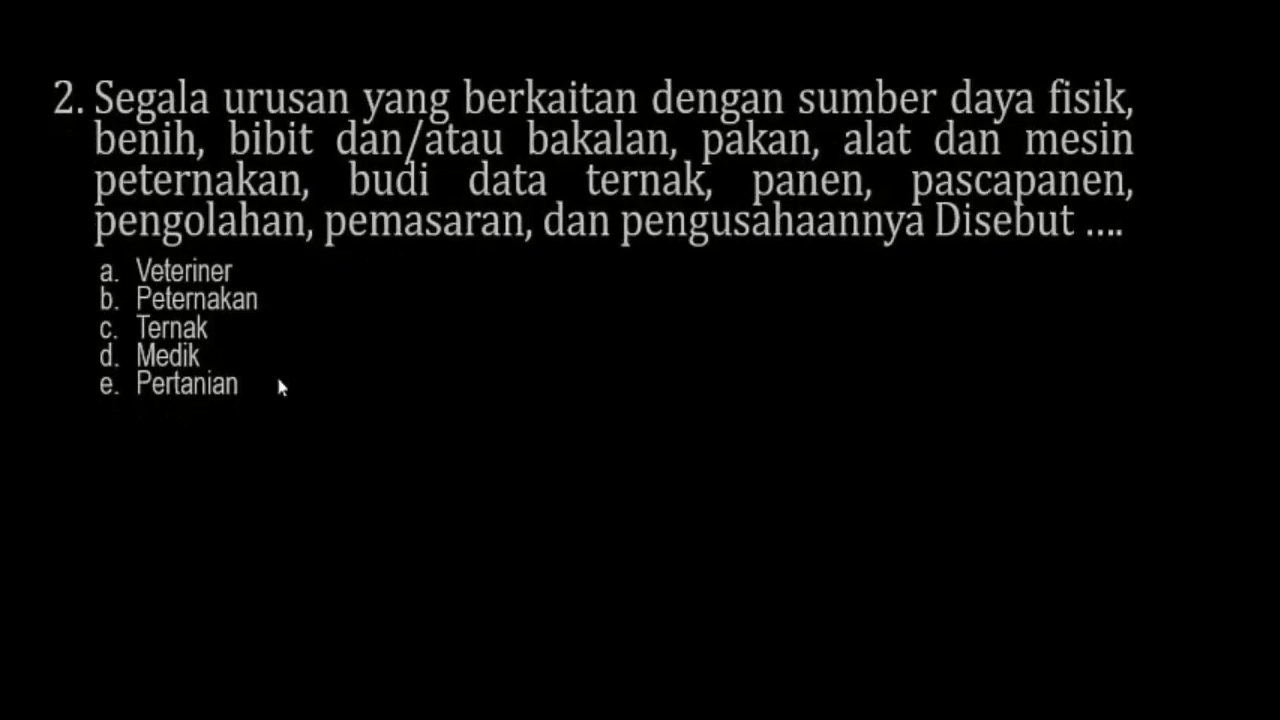 2. Segala urusan yang berkaitan dengan sumber daya fisik,
benih, bibit dan/atau bakalan, pakan, alat dan mesin
peternakan, budi data ternak, panen, pascapanen,
pengolahan, pemasaran, dan pengusahaannya Disebut ....
a. Veteriner
b. Peternakan
c. Ternak
d. Medik
e. Pertanian